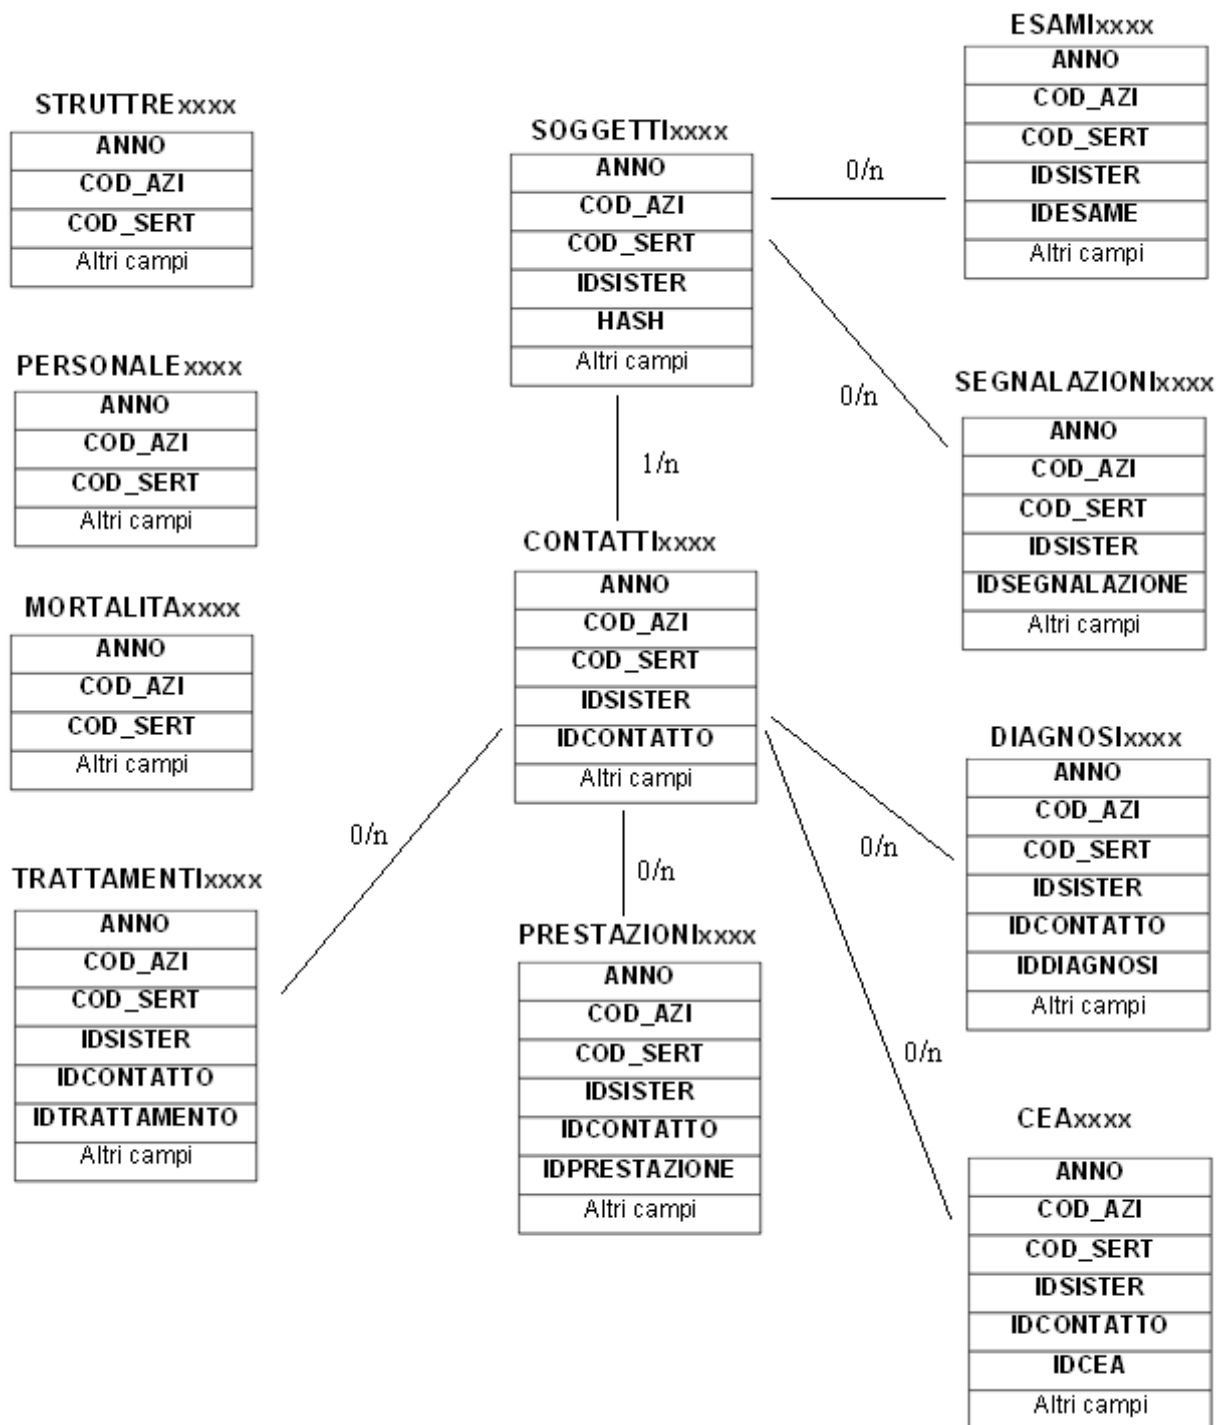 STRUTTRExxxx
ANNO
COD_AZI
COD_SERT
Altri campi
PERSONALExxxx
ANNO
COD_AZI
COD_SERT
Altri campi
MORTALITAxxxx
ANNO
COD_AZI
COD_SERT
Altri campi
TRATTAMENTIxxxx
ANNO
COD_AZI
COD_SERT
IDSISTER
IDCONTATTO
IDTRATTAMENTO
Altri campi
0/n
SOGGETTIxxxx
ANNO
COD_AZI
COD_SERT
IDSISTER
HASH
Altri campi
1/n
CONTATTIxxxx
ANNO
COD_AZI
COD_SERT
IDSISTER
IDCONTATTO
Altri campi
0/n
PRESTAZIONIxxxx
ANNO
COD_AZI
COD_SERT
IDSISTER
IDCONTATTO
IDPRESTAZIONE
Altri campi
0/n
ESAMIxxxx
ANNO
COD_AZI
COD_SERT
IDSISTER
IDESAME
Altri campi
0/n
SEGNALAZIONIxxxx
ANNO
COD_AZI
COD_SERT
IDSISTER
IDSEGNALAZIONE
Altri campi
0/n
DIAGNOSIxxxx
ANNO
COD_AZI
COD_SERT
IDSISTER
IDCONTATTO
IDDIAGNOSI
Altri campi
0/n
CEAxxxx
ANNO
COD_AZI
COD_SERT
IDSISTER
IDCONTATTO
IDCEA
Altri campi